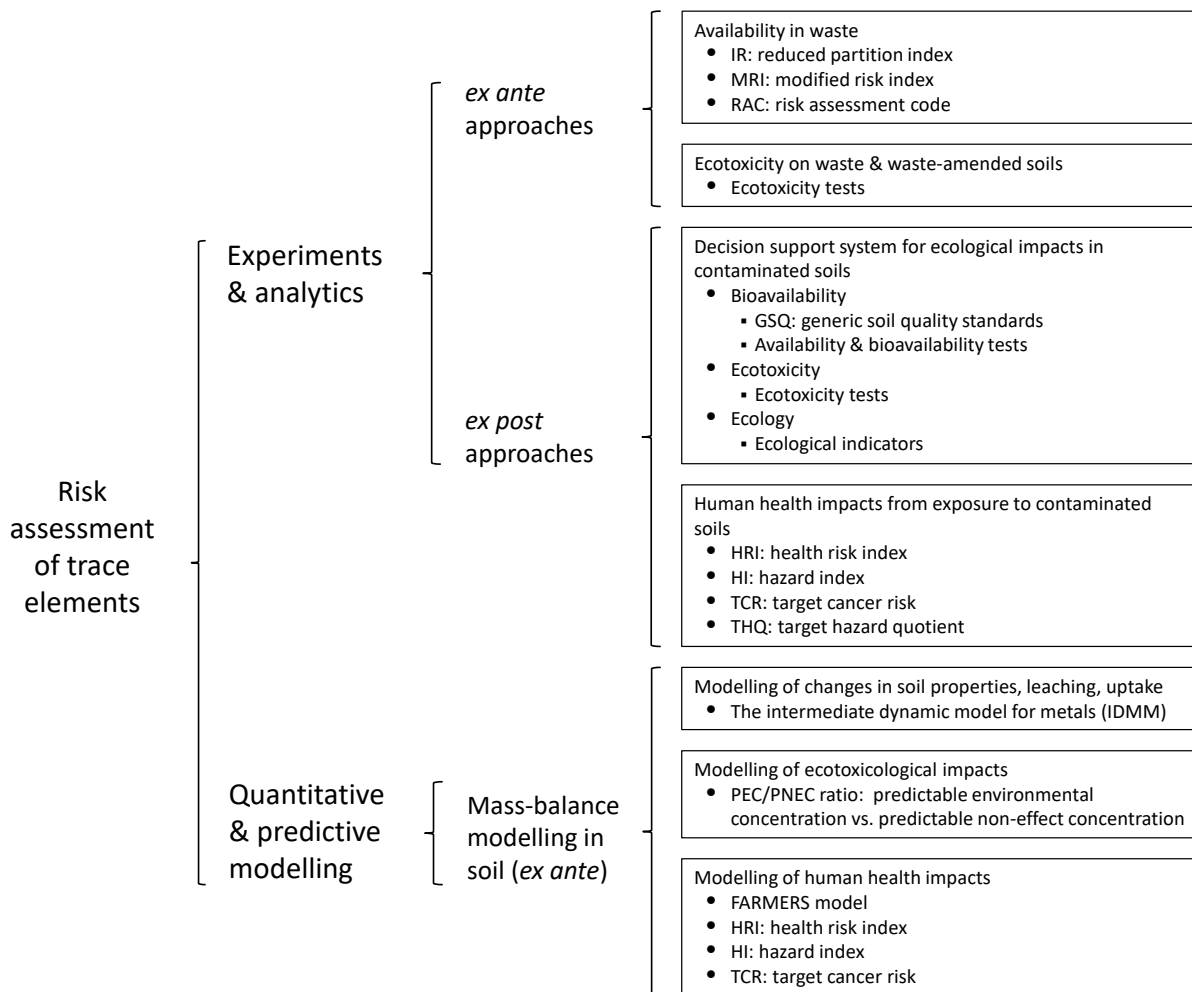 Risk
assessment
of trace
elements
Experiments
& analytics
ex ante
approaches
Availability in waste
• IR: reduced partition index
• MRI: modified risk index
• RAC: risk assessment code
Ecotoxicity on waste & waste-amended soils
• Ecotoxicity tests
ex post
approaches
Decision support system for ecological impacts in
contaminated soils
• Bioavailability
▪ GSQ: generic soil quality standards
▪ Availability & bioavailability tests
• Ecotoxicity
▪ Ecotoxicity tests
• Ecology
▪ Ecological indicators
Human health impacts from exposure to contaminated
soils
• HRI: health risk index
• HI: hazard index
• TCR: target cancer risk
• THQ: target hazard quotient
Quantitative
& predictive
modelling
Mass-balance
modelling in
soil (ex ante)
Modelling of changes in soil properties, leaching, uptake
• The intermediate dynamic model for metals (IDMM)
Modelling of ecotoxicological impacts
• PEC/PNEC ratio: predictable environmental
concentration vs. predictable non-effect concentration
Modelling of human health impacts
• FARMERS model
• HRI: health risk index
• HI: hazard index
• TCR: target cancer risk